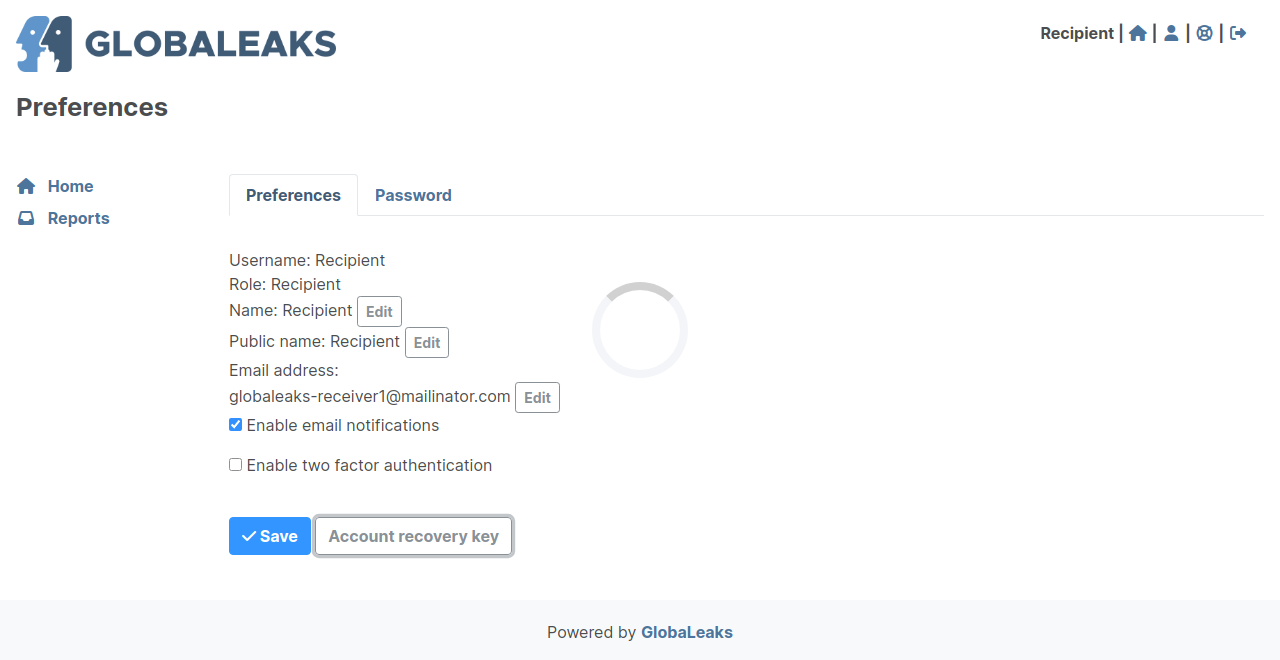 GLOBALEAKS
Recipient | | | |
Preferences
Home
Reports
Preferences
Password
Username: Recipient
Role: Recipient
Name: Recipient Edit
Public name: Recipient Edit
Email address:
globaleaks-receiver1@mailinator.com Edit
Enable email notifications
Enable two factor authentication
Save
Account recovery key
Powered by GlobaLeaks